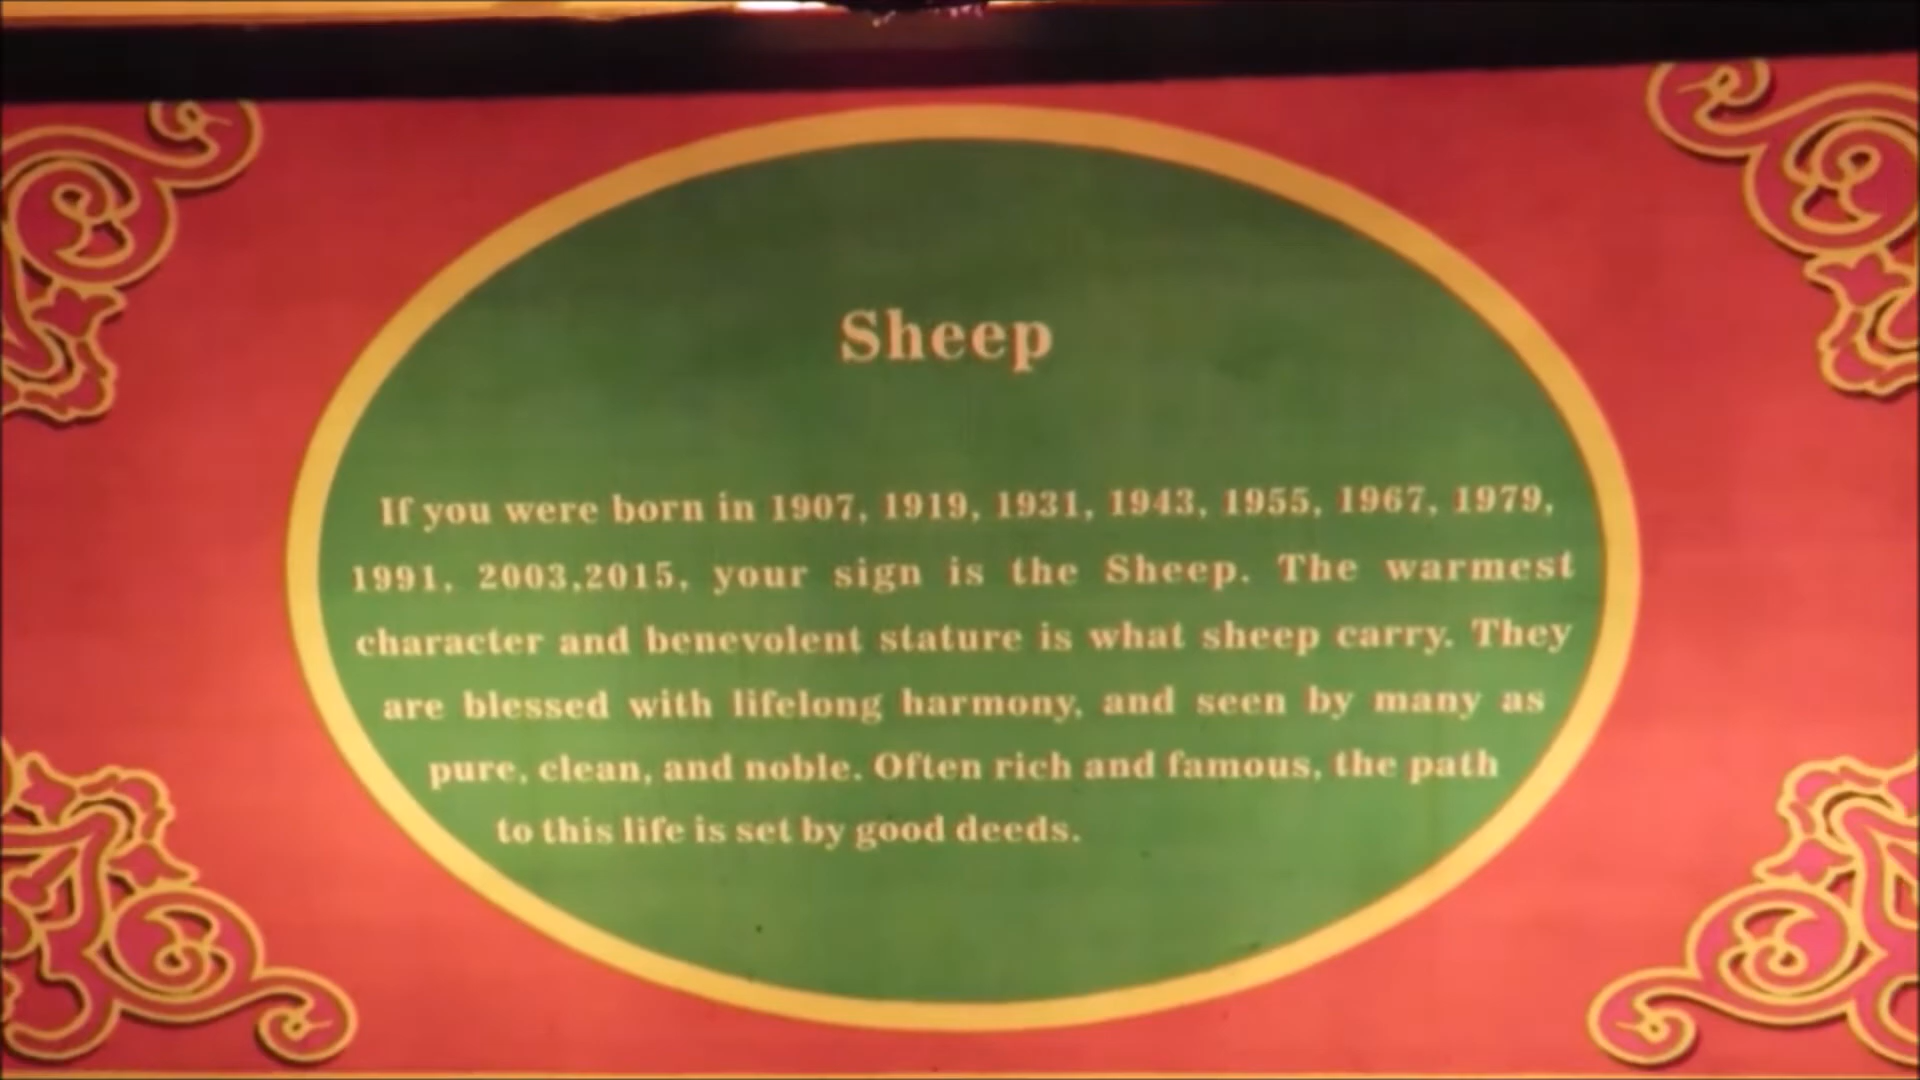 Sheep
If you were born in 1907, 1919, 1931, 1943, 1955, 1967, 1979,
1991, 2003,2015, your sign is the Sheep. The warmest
character and benevolent stature is what sheep carry. They
are blessed with lifelong harmony, and seen by many as
pure, clean, and noble. Often rich and famous, the path
to this life is set by good deeds.